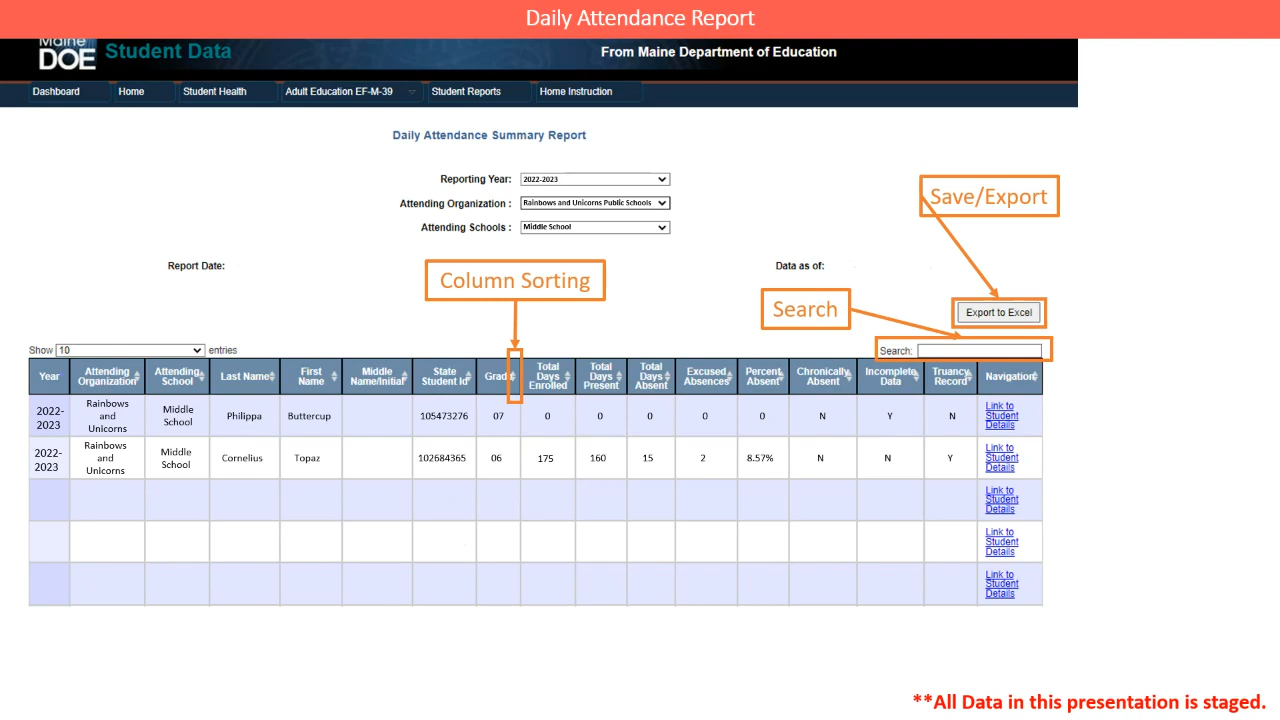 Daily Attendance Report
Maine
DOE Student Data
From Maine Department of Education
Dashboard Home Student Health Adult Education EF-M-39 Student Reports Home Instruction
Daily Attendance Summary Report
Reporting Year: 2022-2023
Attending Organization : Rainbows and Unicorns Public Schools
Attending Schools : Middle School
Save/Export
Report Date:
Data as of:
Column Sorting
Search
Export to Excel
Show 10 entries
Search:
Year Attending Organization Attending School Last Name First Name Middle Name/Initial State Student Id Grade Total Days Enrolled Total Days Present Total Days Absent Excused Absences Percent Absent Chronically Absent Incomplete Data Truancy Record Navigation
2022-2023 Rainbows and Unicorns Middle School Philippa Buttercup 105473276 07 0 0 0 0 0 N Y N Link to Student Details
2022-2023 Rainbows and Unicorns Middle School Cornelius Topaz 102684365 06 175 160 15 2 8.57% N N Y Link to Student Details
Link to Student Details
Link to Student Details
Link to Student Details
**All Data in this presentation is staged.